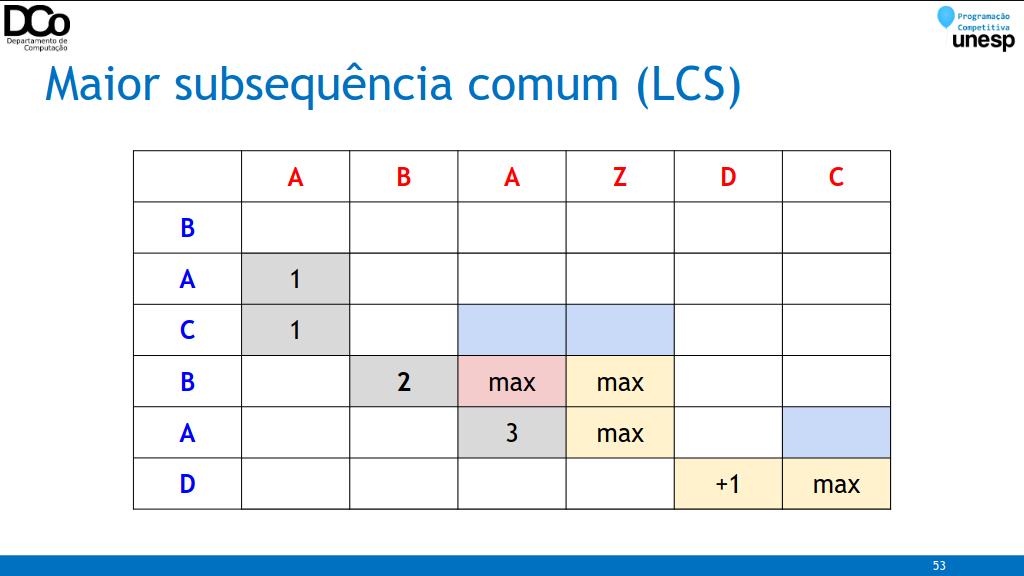 DCo
Departamento de
Computação
Programação
Competitiva
unesp
Maior subsequência comum (LCS)
A B A Z D C
B
A 1
C 1
B 2 max max
A 3 max
D +1 max
53